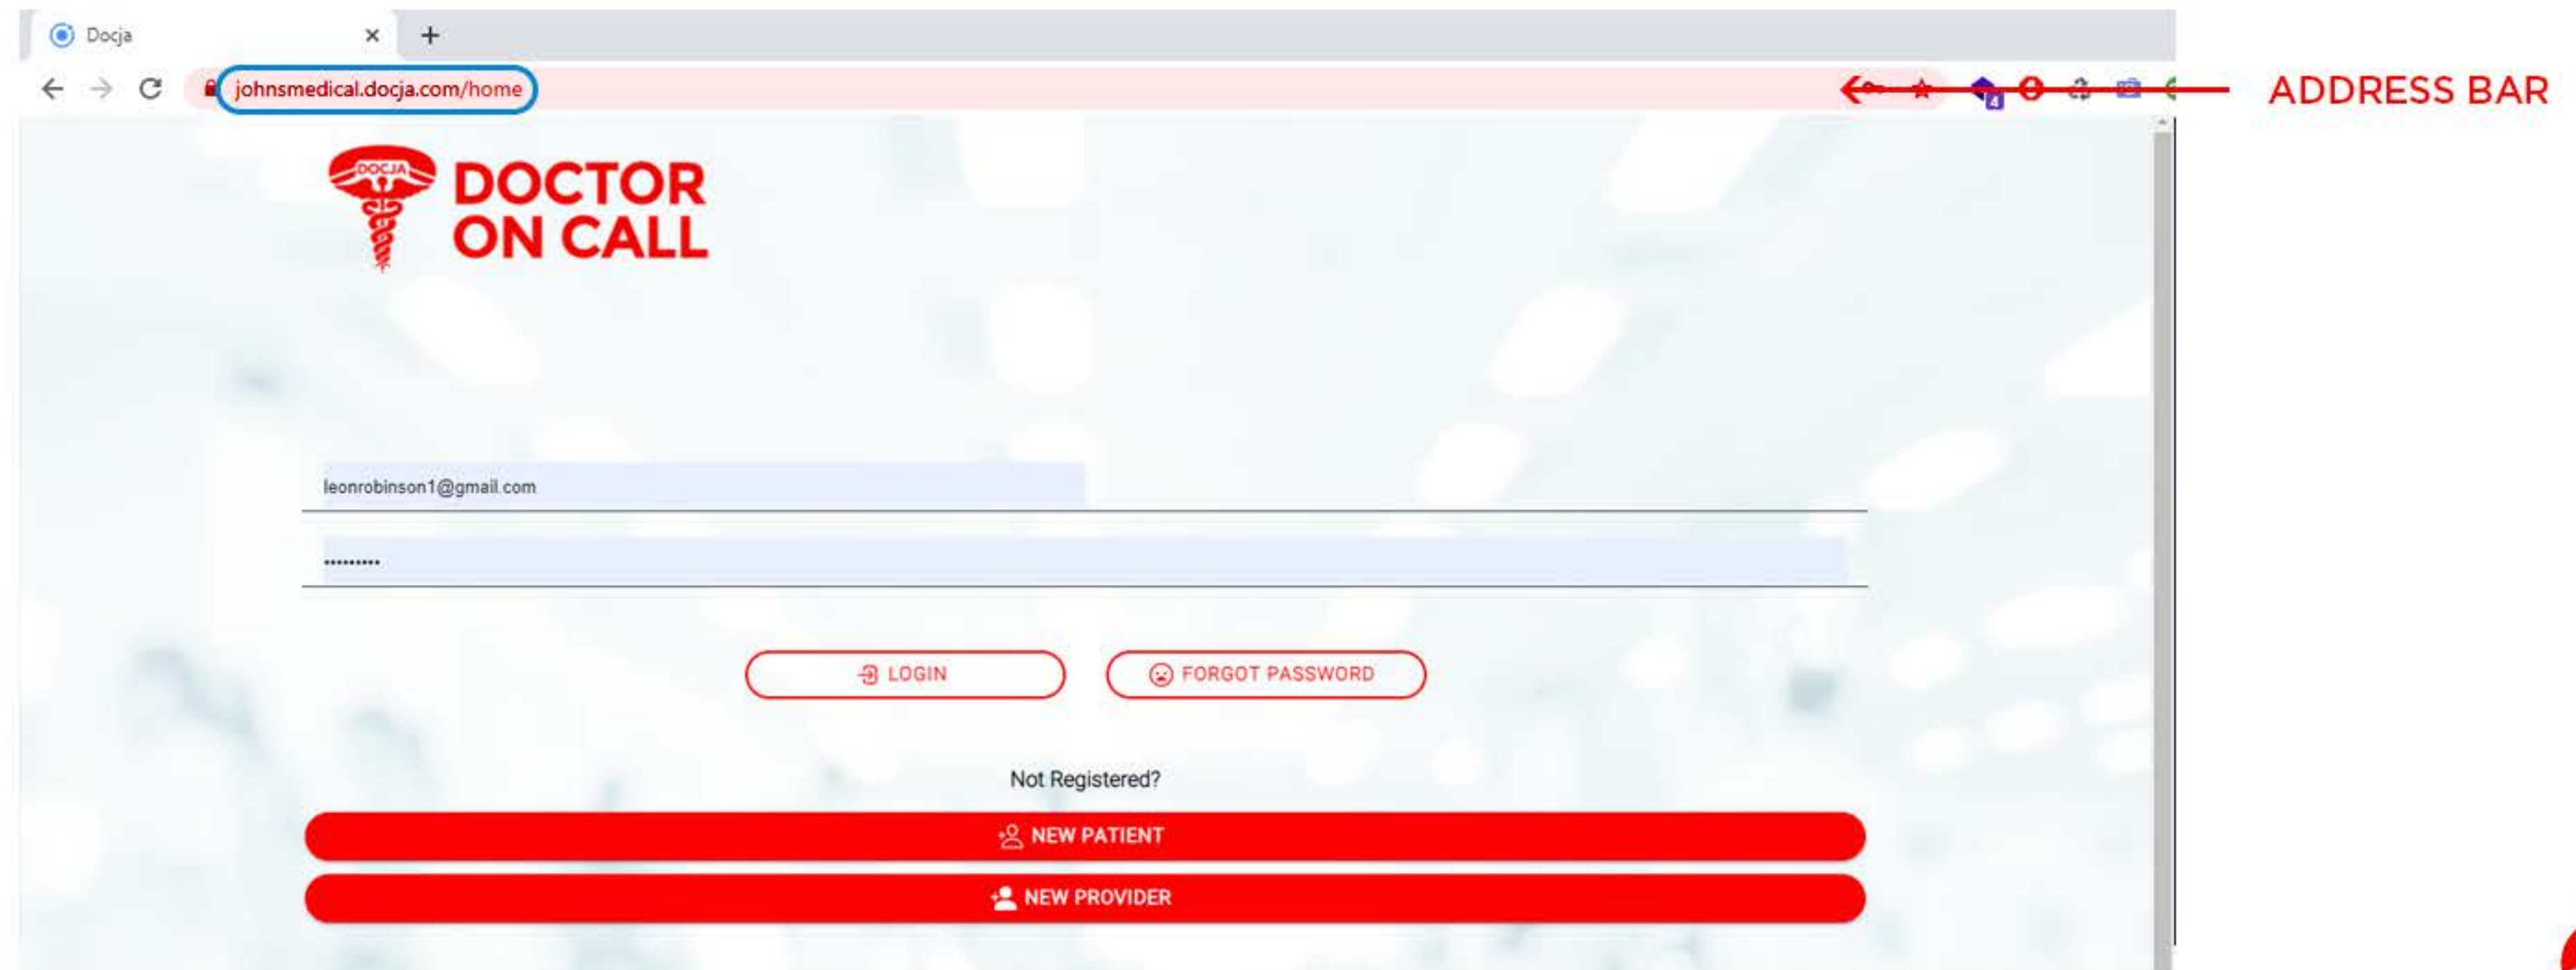 Docja
johnsmedical.docja.com/home
ADDRESS BAR
4
DOCJA
DOCTOR
ON CALL
leonrobinson1@gmail.com
•••••••••
LOGIN
FORGOT PASSWORD
Not Registered?
NEW PATIENT
NEW PROVIDER